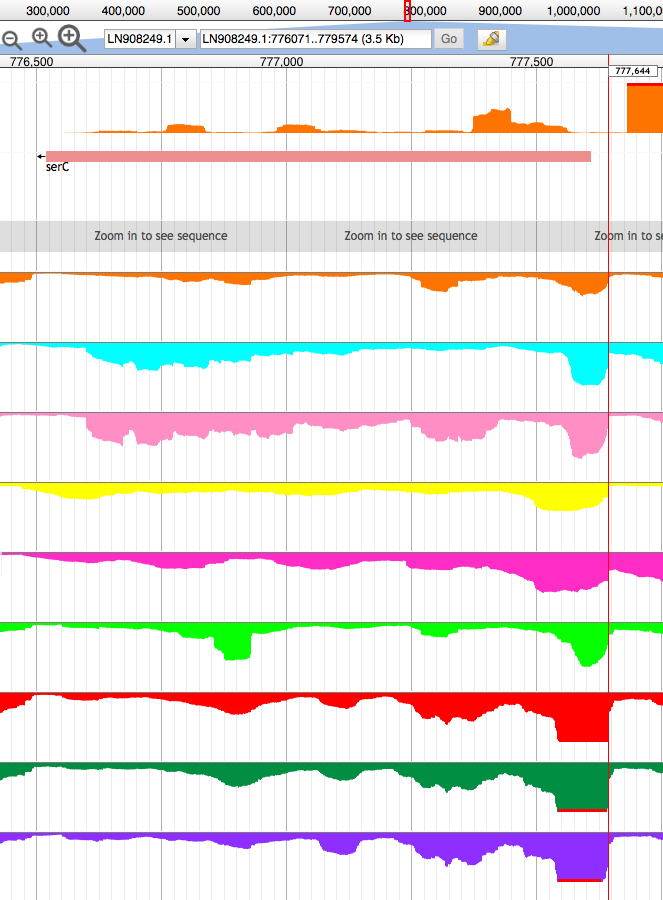 300,000 400,000 500,000 600,000 700,000 800,000 900,000 1,000,000 1,100,0
LN908249.1 LN908249.1:776071..779574 (3.5 Kb) Go
776,500 777,000 777,500
777,644
serC
Zoom in to see sequence Zoom in to see sequence Zoom in to se